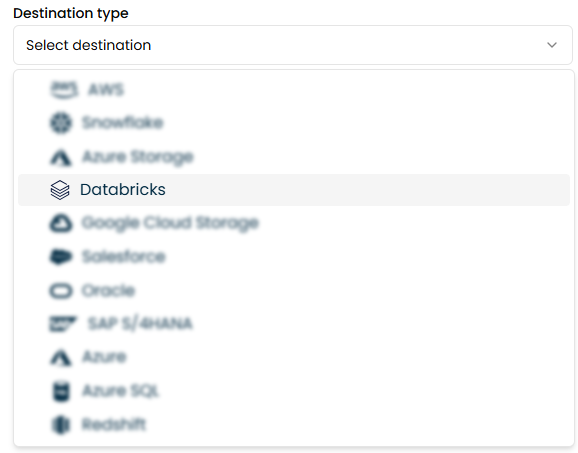 Destination type
Select destination
AWS
Snowflake
Azure Storage
Databricks
Google Cloud Storage
Salesforce
Oracle
SAP S/4HANA
Azure
Azure SQL
Redshift